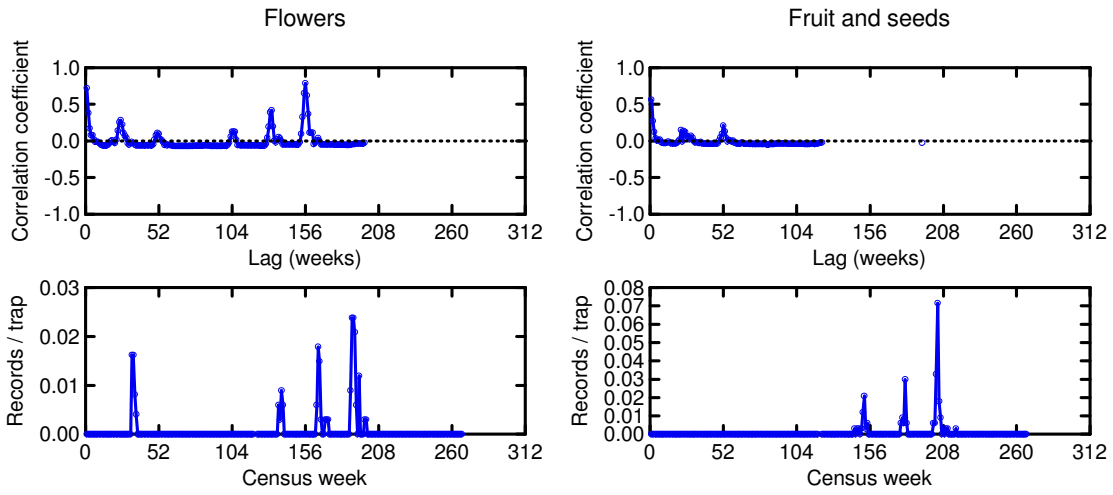 Flowers
Fruit and seeds
Correlation coefficient
1.0
0.5
0.0
-0.5
-1.0
0 52 104 156 208 260 312
Lag (weeks)
Correlation coefficient
1.0
0.5
0.0
-0.5
-1.0
0 52 104 156 208 260 312
Lag (weeks)
Records / trap
0.03
0.02
0.01
0.00
0 52 104 156 208 260 312
Census week
Records / trap
0.08
0.07
0.06
0.05
0.04
0.03
0.02
0.01
0.00
0 52 104 156 208 260 312
Census week